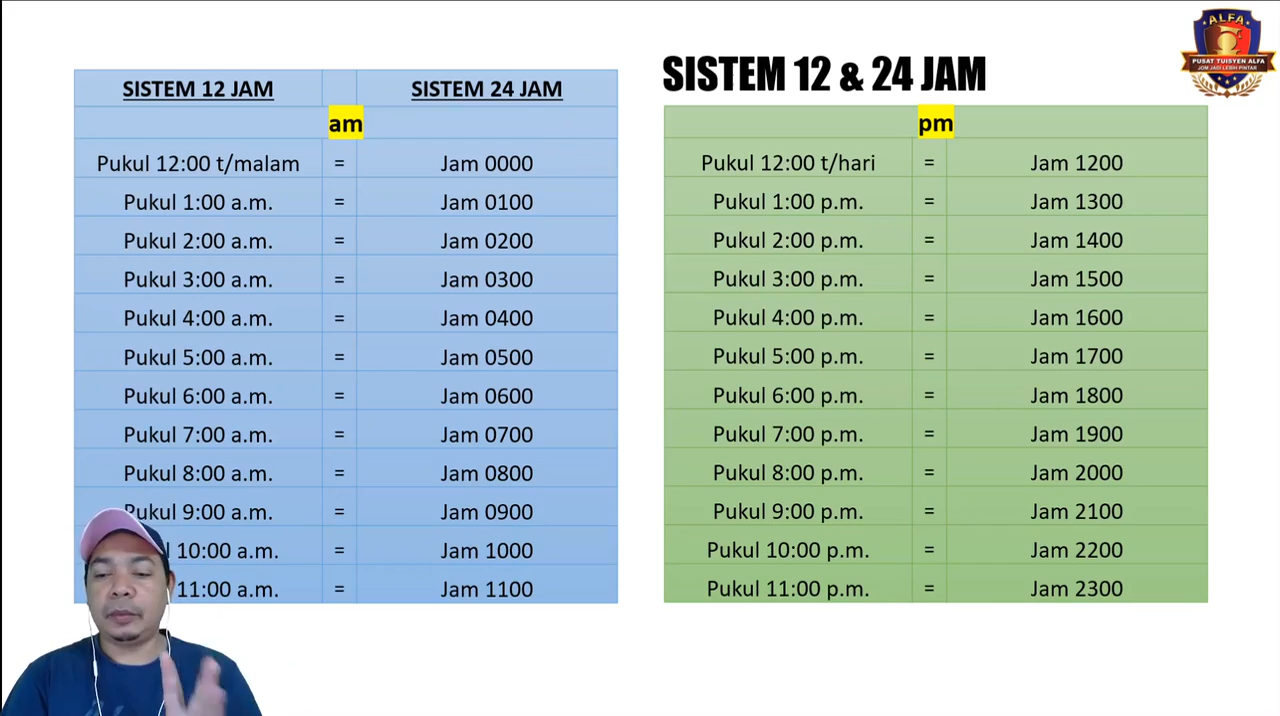 SISTEM 12 & 24 JAM
ALFA
PUSAT TUISYEN ALFA
JOM JADI LEBIH PINTAR
SISTEM 12 JAM SISTEM 24 JAM
am
Pukul 12:00 t/malam = Jam 0000
Pukul 1:00 a.m. = Jam 0100
Pukul 2:00 a.m. = Jam 0200
Pukul 3:00 a.m. = Jam 0300
Pukul 4:00 a.m. = Jam 0400
Pukul 5:00 a.m. = Jam 0500
Pukul 6:00 a.m. = Jam 0600
Pukul 7:00 a.m. = Jam 0700
Pukul 8:00 a.m. = Jam 0800
Pukul 9:00 a.m. = Jam 0900
10:00 a.m. = Jam 1000
11:00 a.m. = Jam 1100
pm
Pukul 12:00 t/hari = Jam 1200
Pukul 1:00 p.m. = Jam 1300
Pukul 2:00 p.m. = Jam 1400
Pukul 3:00 p.m. = Jam 1500
Pukul 4:00 p.m. = Jam 1600
Pukul 5:00 p.m. = Jam 1700
Pukul 6:00 p.m. = Jam 1800
Pukul 7:00 p.m. = Jam 1900
Pukul 8:00 p.m. = Jam 2000
Pukul 9:00 p.m. = Jam 2100
Pukul 10:00 p.m. = Jam 2200
Pukul 11:00 p.m. = Jam 2300